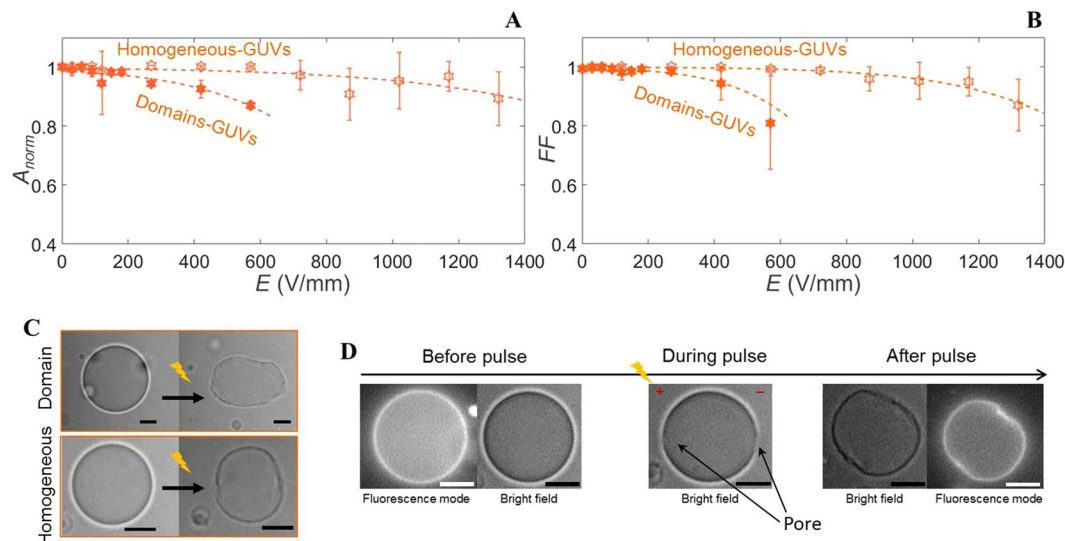 A
Homogeneous-GUVs
Domains-GUVs
1
0.8
0.6
0.4
A_norm
0 200 400 600 800 1000 1200 1400
E (V/mm)
B
Homogeneous-GUVs
Domains-GUVs
1
0.8
0.6
0.4
FF
0 200 400 600 800 1000 1200 1400
E (V/mm)
C
Domain
Homogeneous
D
Before pulse
During pulse
After pulse
+ −
Fluorescence mode
Bright field
Bright field
Bright field
Fluorescence mode
Pore